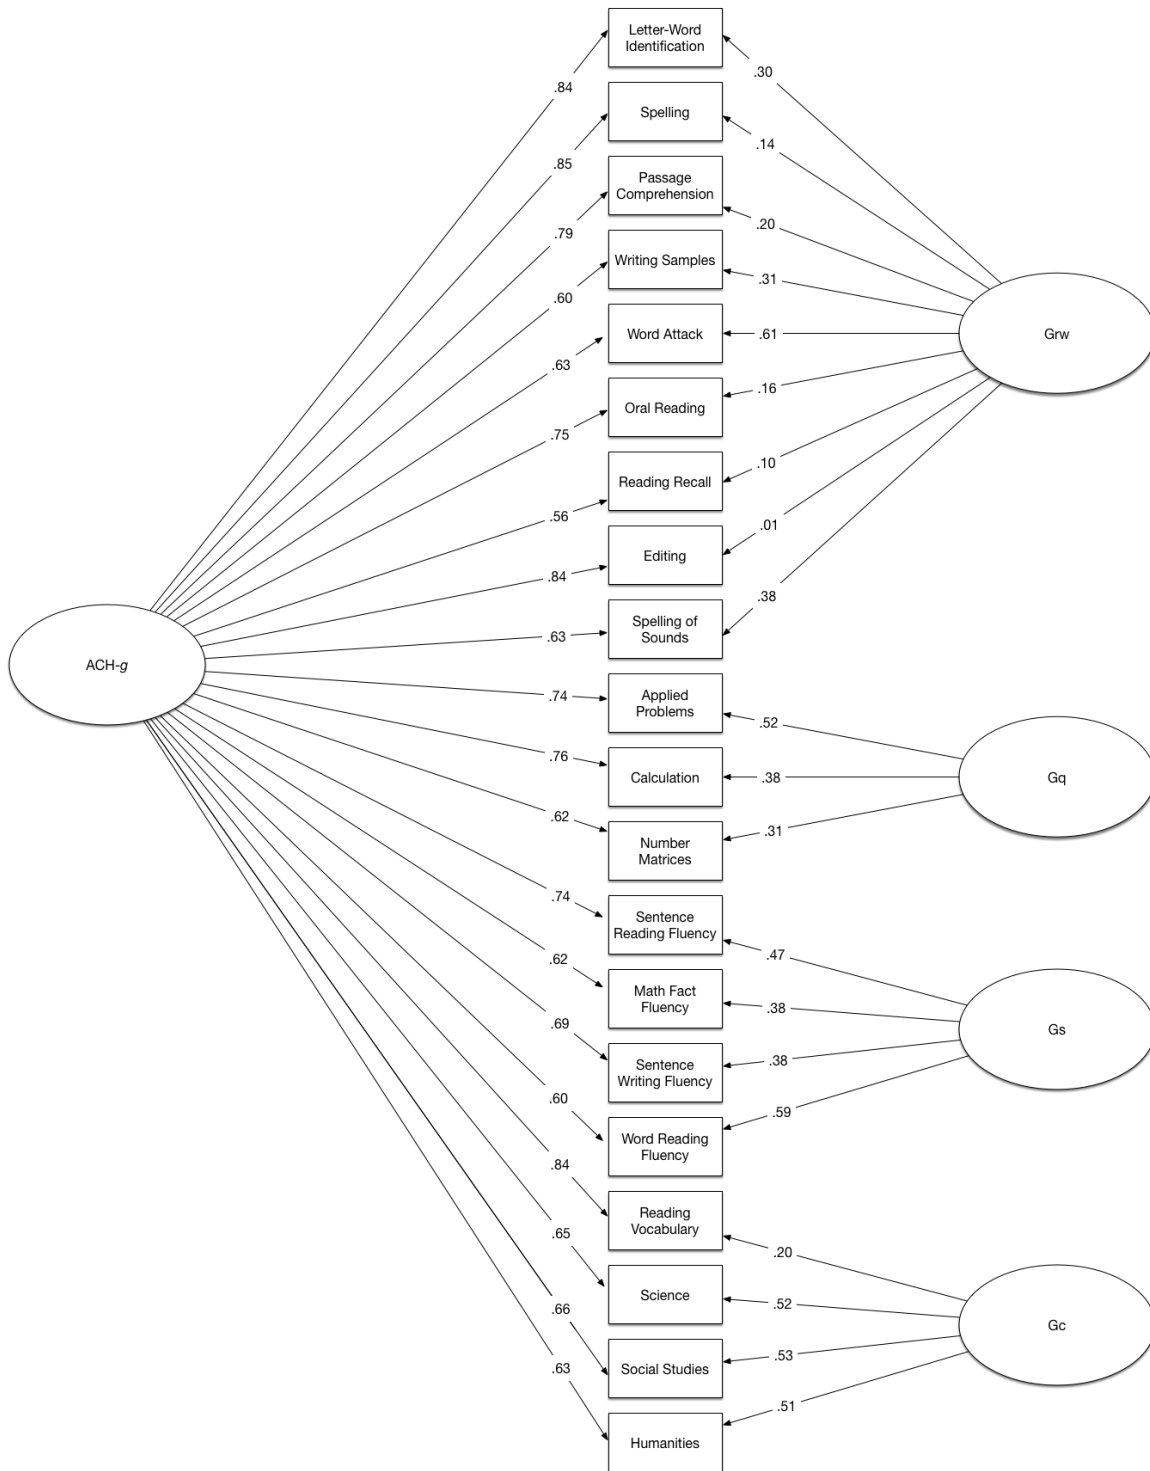 Letter-Word
Identification
.84
.30
Spelling
.85
.14
Passage
Comprehension
.79
.20
Writing Samples
.60
.31
Word Attack
.63
.61
Grw
Oral Reading
.75
.16
Reading Recall
.56
.10
Editing
.84
.01
Spelling of
Sounds
.63
.38
ACH-g
Applied
Problems
.74
.52
Calculation
.76
.38
Gq
Number
Matrices
.62
.31
Sentence
Reading Fluency
.74
.47
Math Fact
Fluency
.62
.38
Gs
Sentence
Writing Fluency
.69
.38
Word Reading
Fluency
.60
.59
Reading
Vocabulary
.84
.20
Science
.65
.52
Gc
Social Studies
.66
.53
Humanities
.63
.51